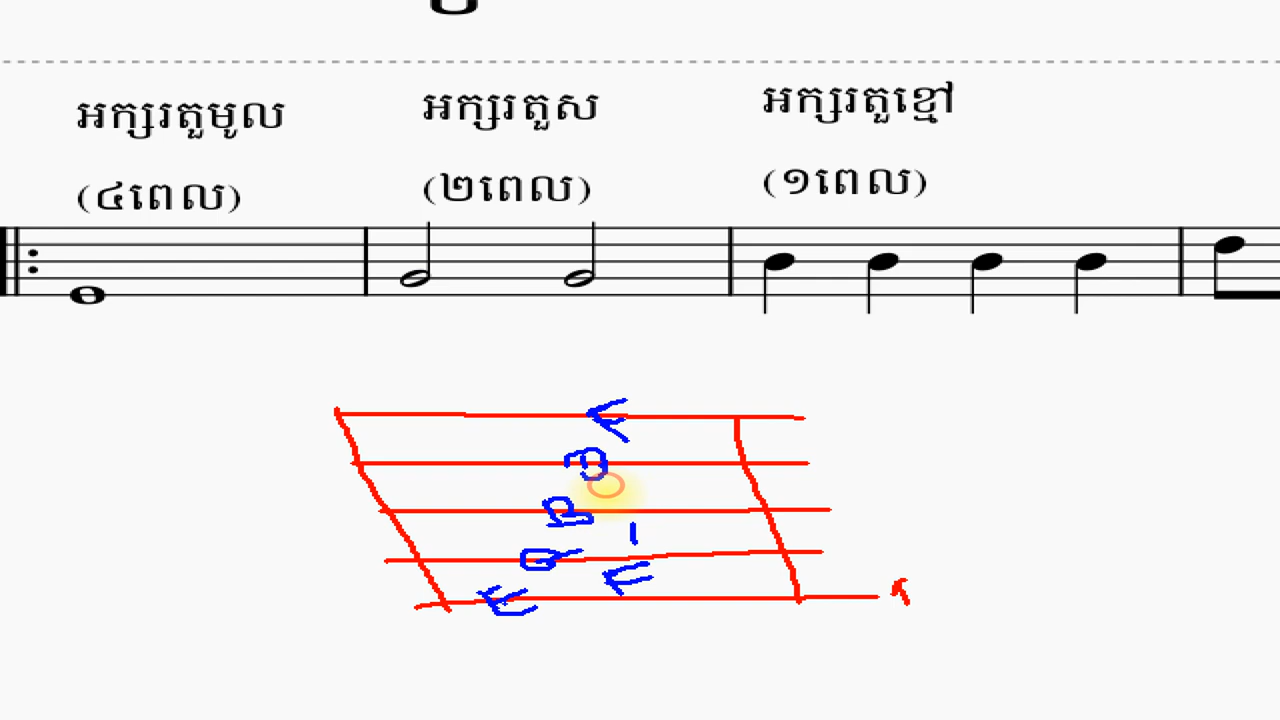 អក្សរតួមូល អក្សរតួស អក្សរតួខ្មៅ
(៤ពេល) (២ពេល) (១ពេល)